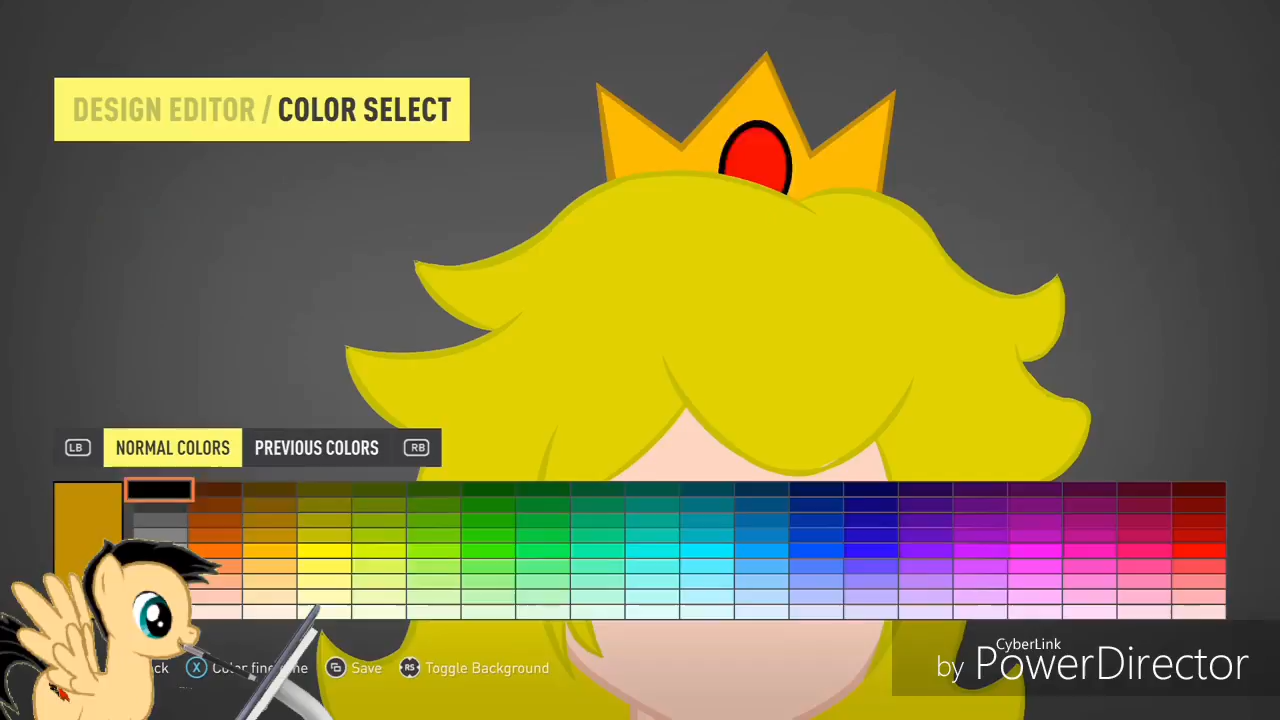 DESIGN EDITOR / COLOR SELECT
LB NORMAL COLORS PREVIOUS COLORS RB
X Save RS Toggle Background
CyberLink
by PowerDirector